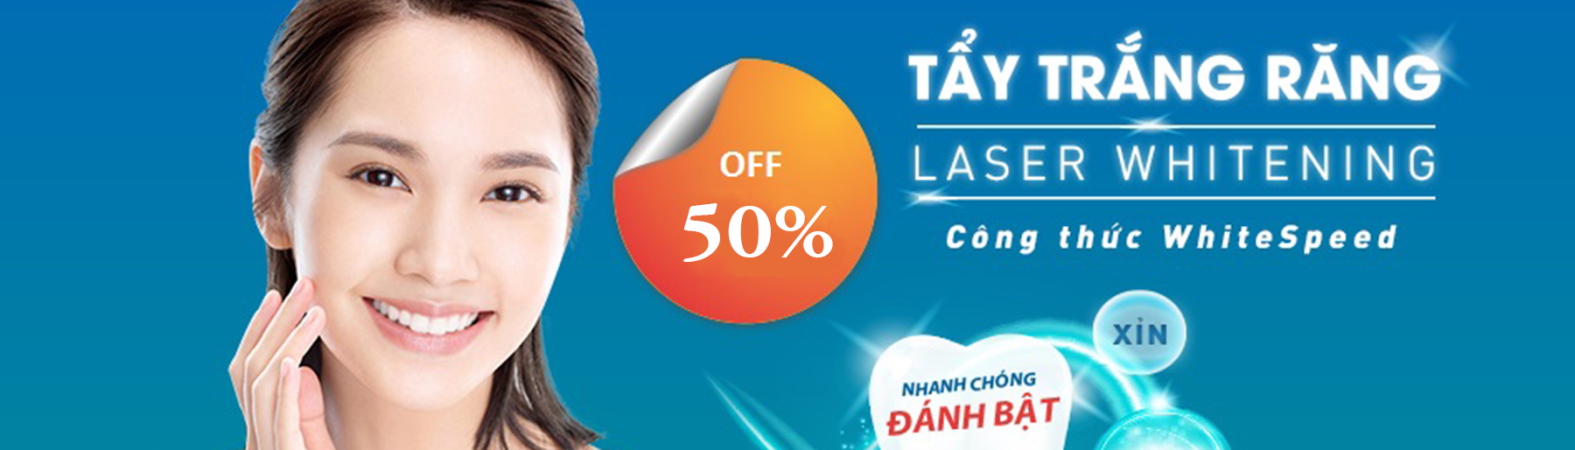 OFF
50%
TẨY TRẮNG RĂNG
LASER WHITENING
Công thức WhiteSpeed
XỈN
NHANH CHÓNG
ĐÁNH BẬT